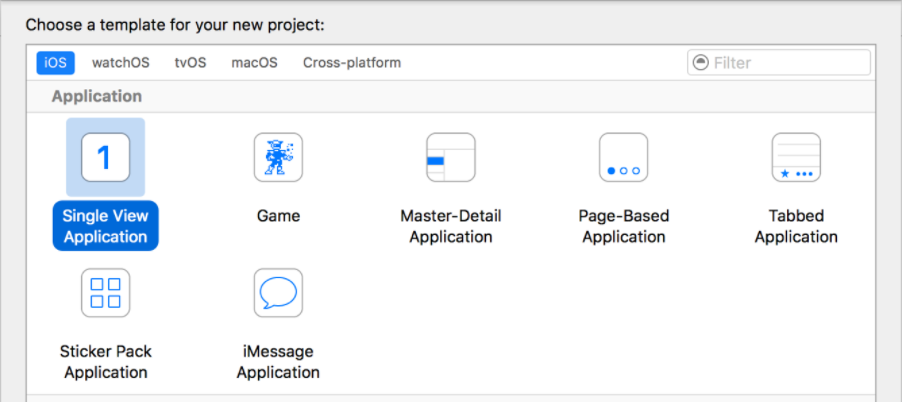 Choose a template for your new project:
iOS watchOS tvOS macOS Cross-platform Filter
Application
1
Single View Application
Game
Master-Detail Application
Page-Based Application
Tabbed Application
Sticker Pack Application
iMessage Application